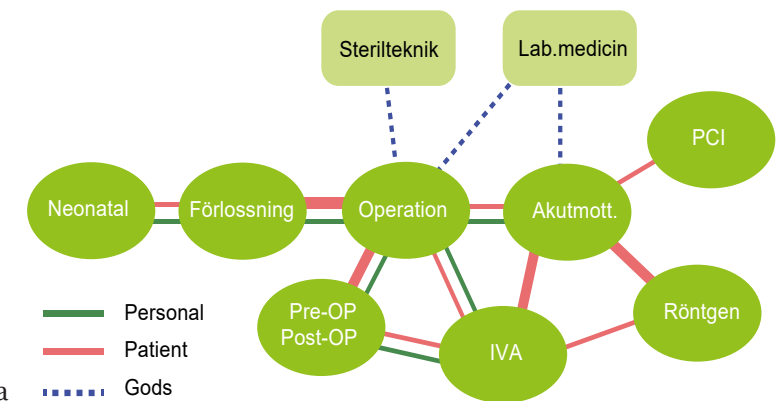 Sterilteknik
Lab.medicin
PCI
Neonatal
Förlossning
Operation
Akutmott.
Pre-OP
Post-OP
IVA
Röntgen
Personal
Patient
Gods
a